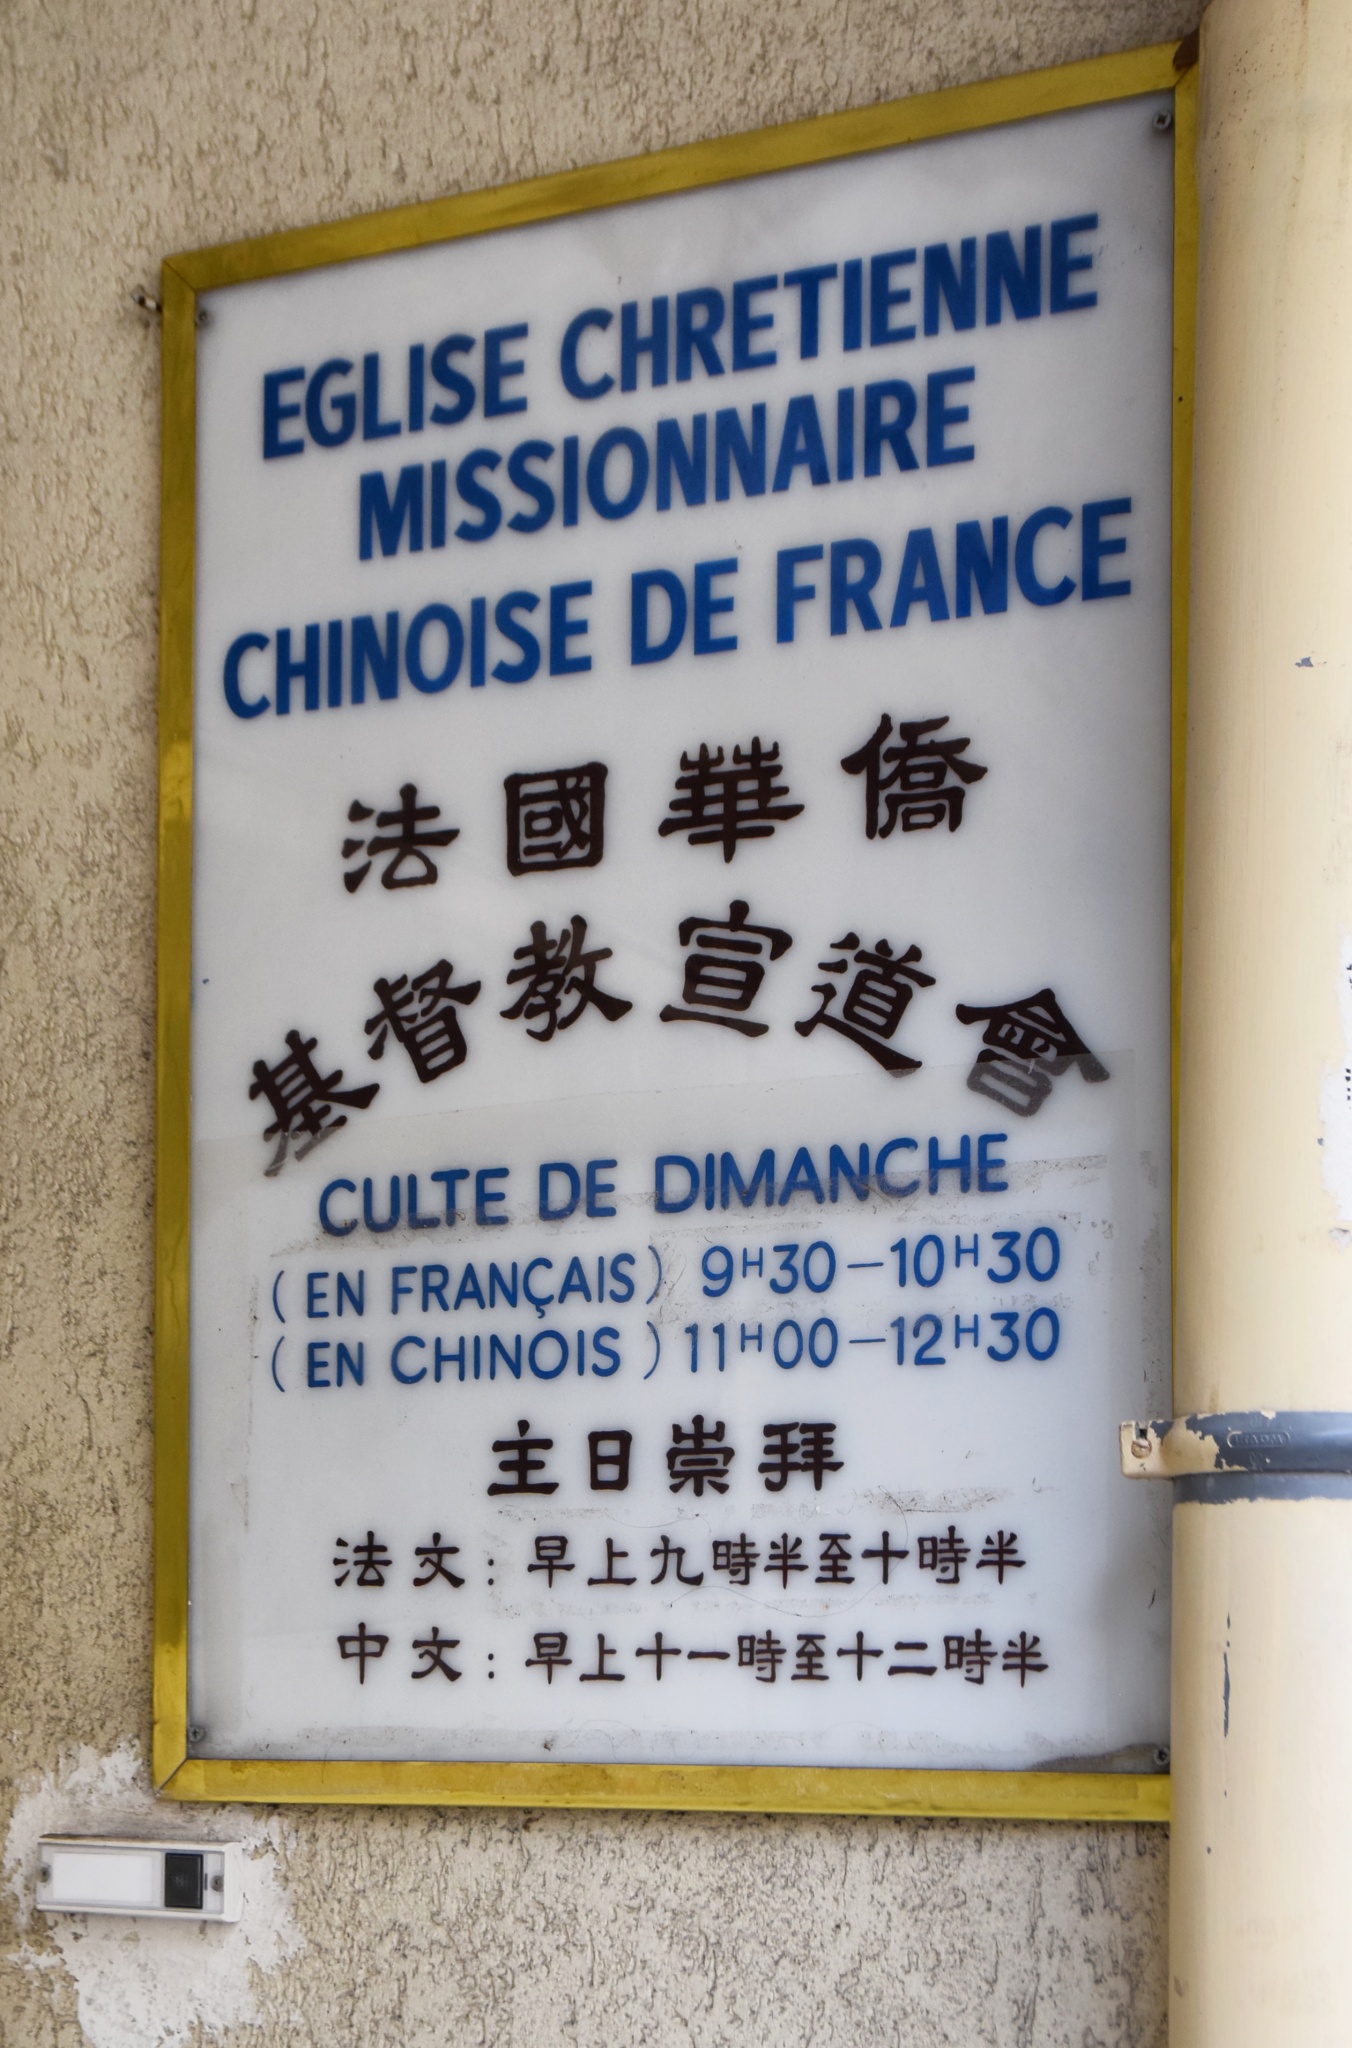 EGLISE CHRETIENNE
MISSIONNAIRE
CHINOISE DE FRANCE
法國華僑
基督教宣道會
CULTE DE DIMANCHE
(EN FRANÇAIS) 9H30-10H30
(EN CHINOIS) 11H00-12H30
主日崇拜
法文：早上九時半至十時半
中文：早上十一時至十二時半